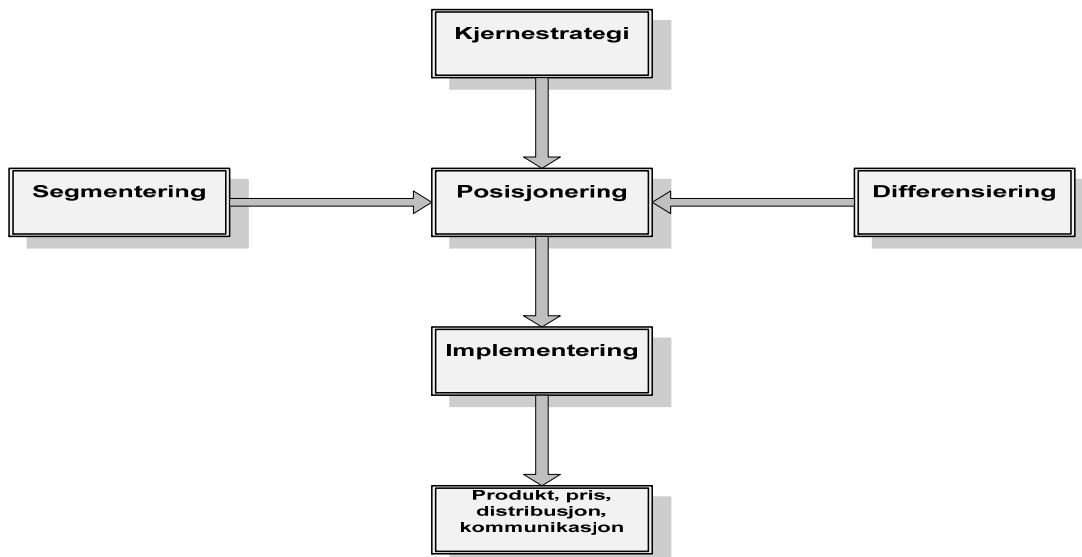 Kjernestrategi
Segmentering
Posisjonering
Differensiering
Implementering
Produkt, pris,
distribusjon,
kommunikasjon